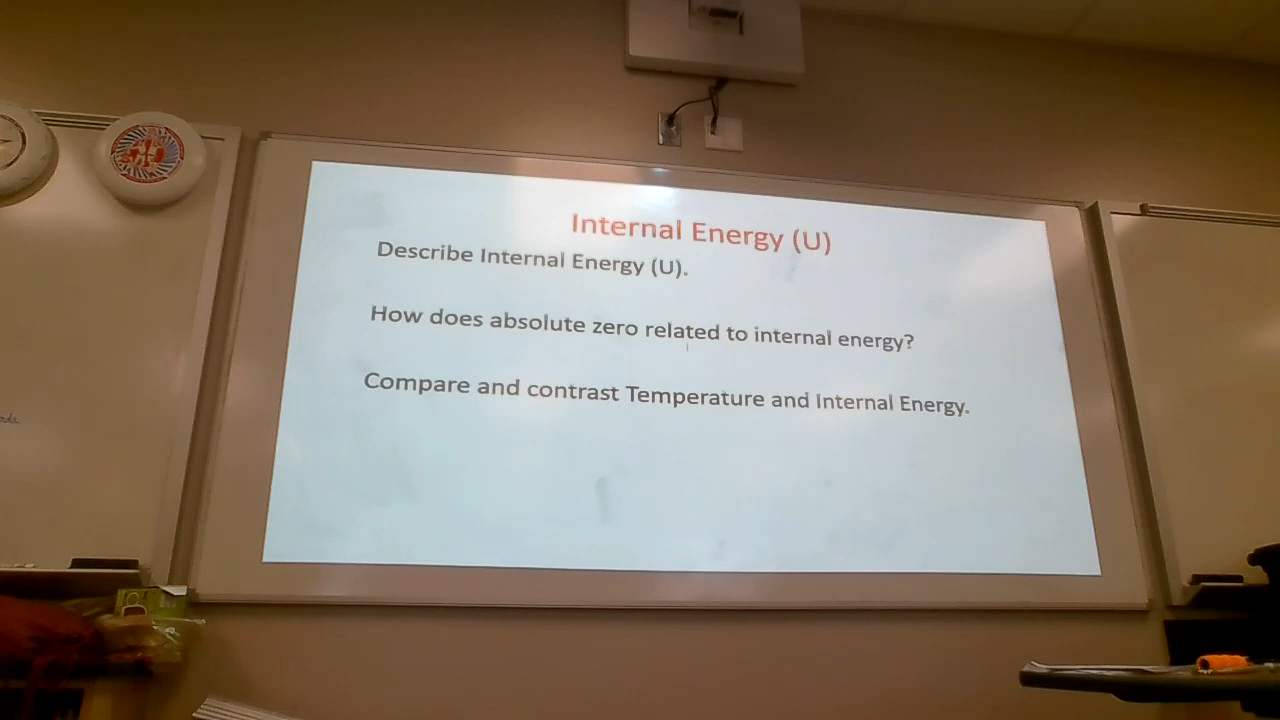 Internal Energy (U)
Describe Internal Energy (U).
How does absolute zero related to internal energy?
Compare and contrast Temperature and Internal Energy.